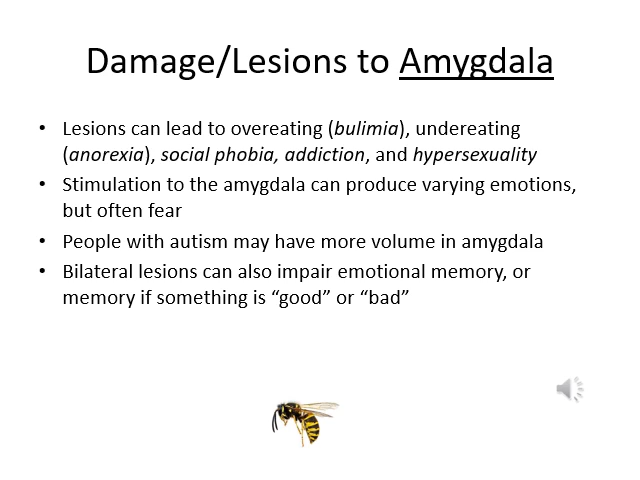 Damage/Lesions to Amygdala
• Lesions can lead to overeating (bulimia), undereating
(anorexia), social phobia, addiction, and hypersexuality
• Stimulation to the amygdala can produce varying emotions,
but often fear
• People with autism may have more volume in amygdala
• Bilateral lesions can also impair emotional memory, or
memory if something is “good” or “bad”